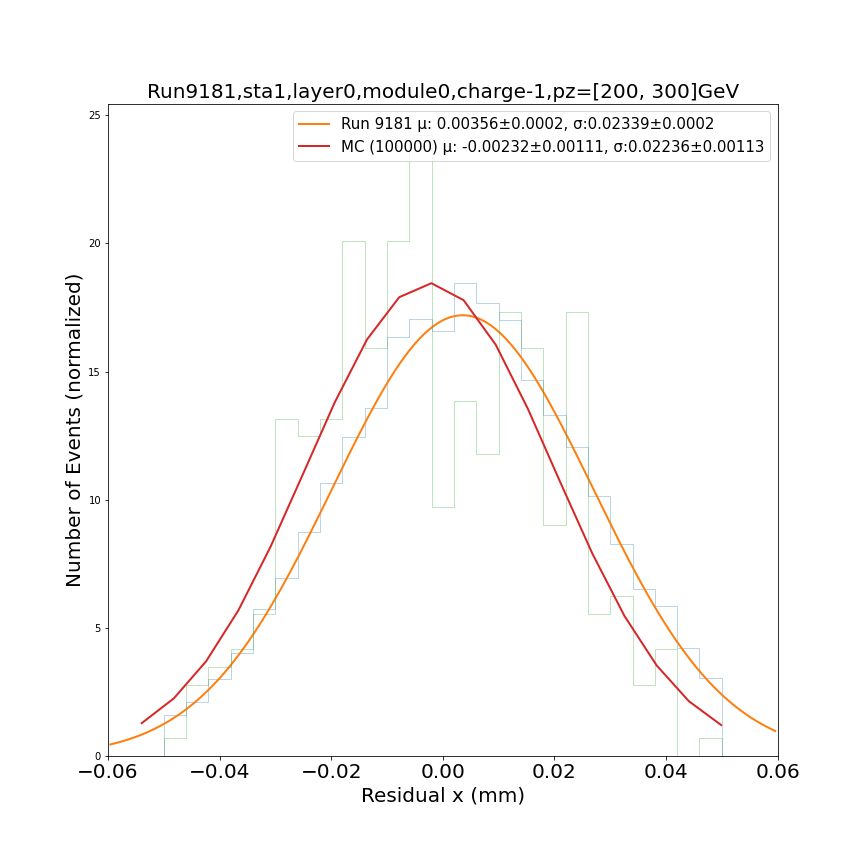 Run9181,sta1,layer0,module0,charge-1,pz=[200, 300]GeV
Run 9181 μ: 0.00356±0.0002, σ:0.02339±0.0002
MC (100000) μ: -0.00232±0.00111, σ:0.02236±0.00113
Number of Events (normalized)
25
20
15
10
5
0
−0.06 −0.04 −0.02 0.00 0.02 0.04 0.06
Residual x (mm)